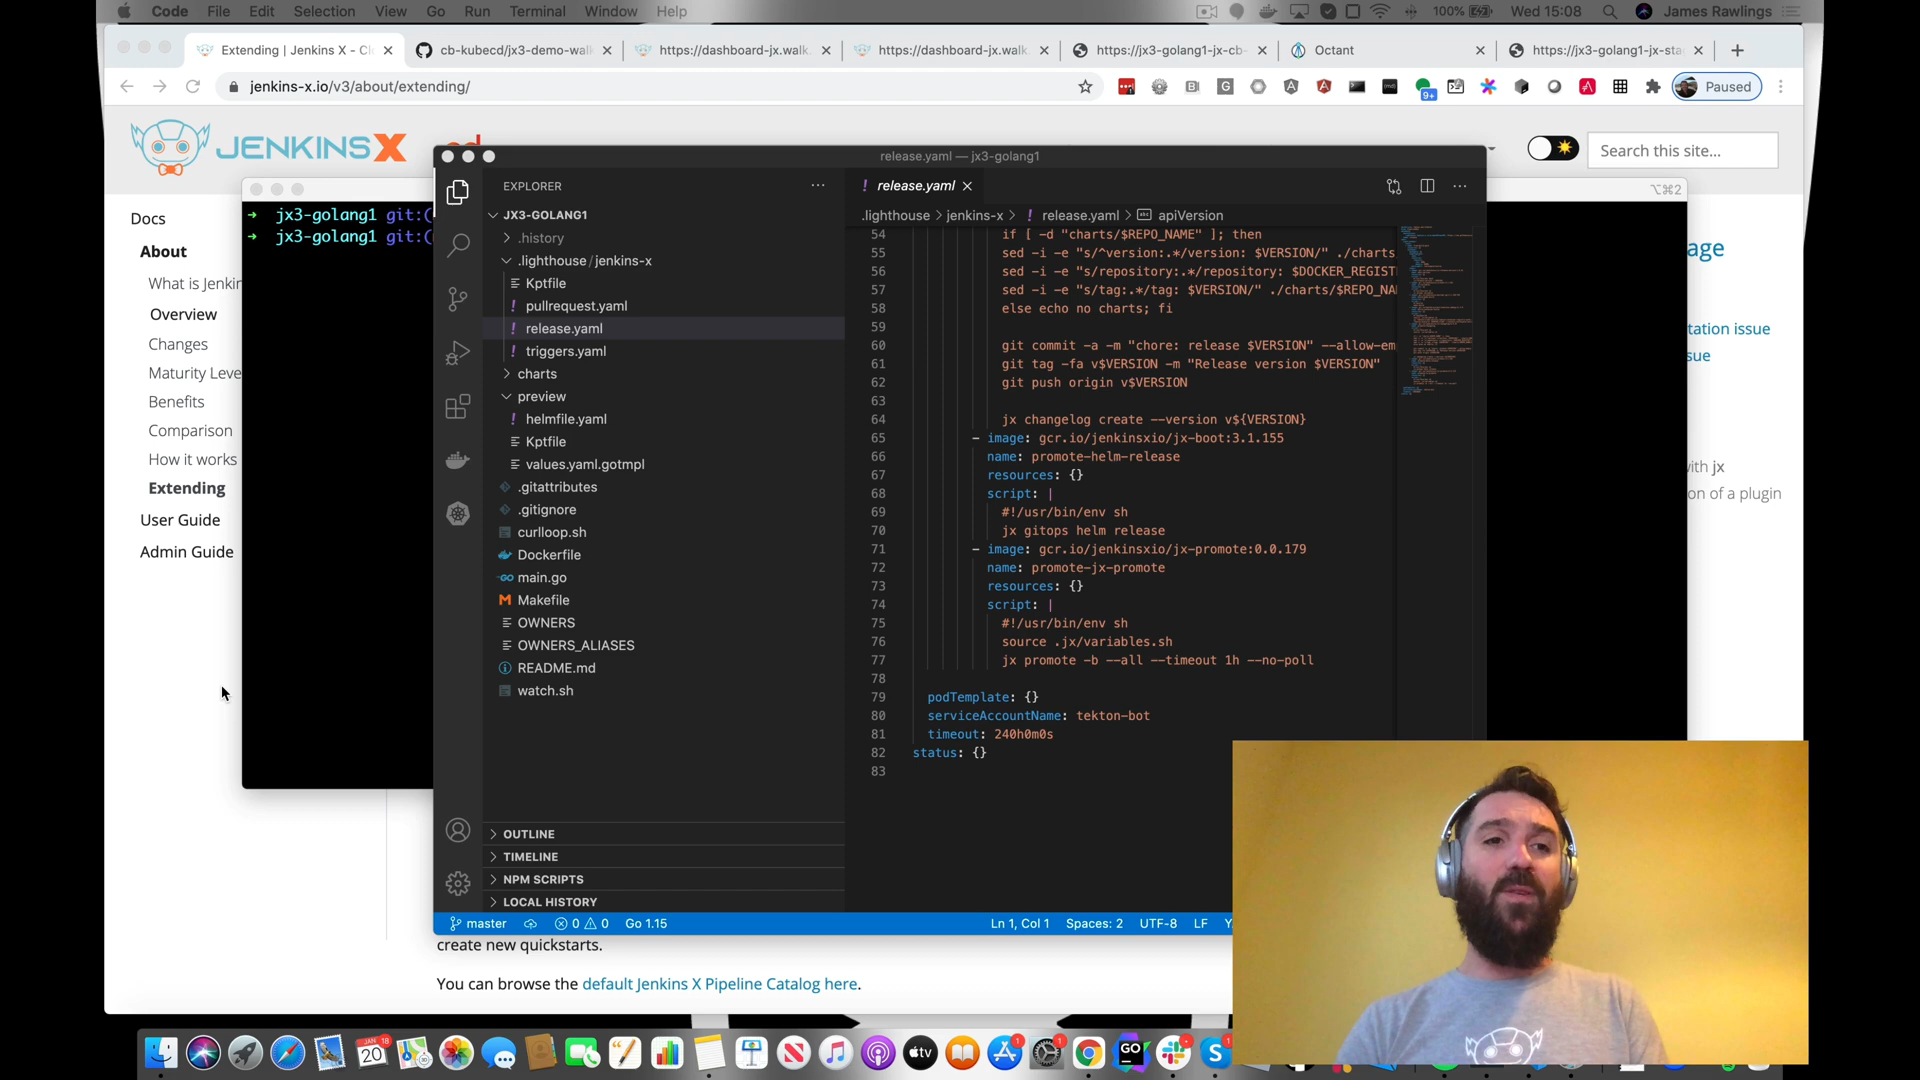 Code File Edit Selection View Go Run Terminal Window Help
100% Wed 15:08 James Rawlings
Extending | Jenkins X - Cl
cb-kubecd/jx3-demo-walk
https://dashboard-jx.walk.
https://dashboard-jx.walk.
https://jx3-golang1-jx-cb-
Octant
https://jx3-golang1-jx-sta
jenkins-x.io/v3/about/extending/
Paused
JENKINS X
Search this site...
⌥⌘2
Docs
About
What is Jenkin
Overview
Changes
Maturity Leve
Benefits
Comparison
How it works
Extending
User Guide
Admin Guide
➜ jx3-golang1 git:(
➜ jx3-golang1 git:(
release.yaml — jx3-golang1
EXPLORER
JX3-GOLANG1
.history
.lighthouse/jenkins-x
Kptfile
pullrequest.yaml
release.yaml
triggers.yaml
charts
preview
helmfile.yaml
Kptfile
values.yaml.gotmpl
.gitattributes
.gitignore
curlloop.sh
Dockerfile
main.go
Makefile
OWNERS
OWNERS_ALIASES
README.md
watch.sh
OUTLINE
TIMELINE
NPM SCRIPTS
LOCAL HISTORY
release.yaml
.lighthouse > jenkins-x > release.yaml > apiVersion
54 if [ -d "charts/$REPO_NAME" ]; then
55 sed -i -e "s/^version:.*/version: $VERSION/" ./charts
56 sed -i -e "s/repository:.*/repository: $DOCKER_REGIST
57 sed -i -e "s/tag:.*/tag: $VERSION/" ./charts/$REPO_NA
58 else echo no charts; fi
59
60 git commit -a -m "chore: release $VERSION" --allow-em
61 git tag -fa v$VERSION -m "Release version $VERSION"
62 git push origin v$VERSION
63
64 jx changelog create --version v${VERSION}
65 - image: gcr.io/jenkinsxio/jx-boot:3.1.155
66 name: promote-helm-release
67 resources: {}
68 script: |
69 #!/usr/bin/env sh
70 jx gitops helm release
71 - image: gcr.io/jenkinsxio/jx-promote:0.0.179
72 name: promote-jx-promote
73 resources: {}
74 script: |
75 #!/usr/bin/env sh
76 source .jx/variables.sh
77 jx promote -b --all --timeout 1h --no-poll
78
79 podTemplate: {}
80 serviceAccountName: tekton-bot
81 timeout: 240h0m0s
82 status: {}
83
master 0 0 Go 1.15 Ln 1, Col 1 Spaces: 2 UTF-8 LF Y
age
tation issue
sue
with jx
on of a plugin
create new quickstarts.
You can browse the default Jenkins X Pipeline Catalog here.
JAN 18
20
tv
GO